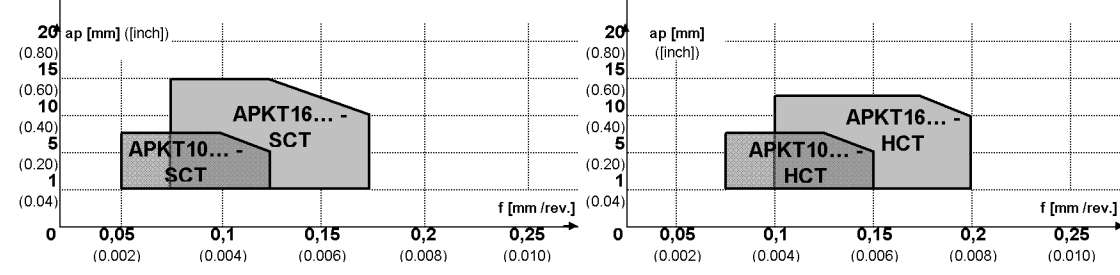 20 ap [mm] ([inch])
(0.80)
15
(0.60)
10
(0.40)
5
(0.20)
1
(0.04)
APKT16... -
SCT
APKT10... -
SCT
f [mm /rev.]
0 0,05 0,1 0,15 0,2 0,25
(0.002) (0.004) (0.006) (0.008) (0.010)
20 ap [mm]
(0.80) ([inch])
15
(0.60)
10
(0.40)
5
(0.20)
1
(0.04)
APKT16... -
HCT
APKT10... -
HCT
f [mm /rev.]
0 0,05 0,1 0,15 0,2 0,25
(0.002) (0.004) (0.006) (0.008) (0.010)